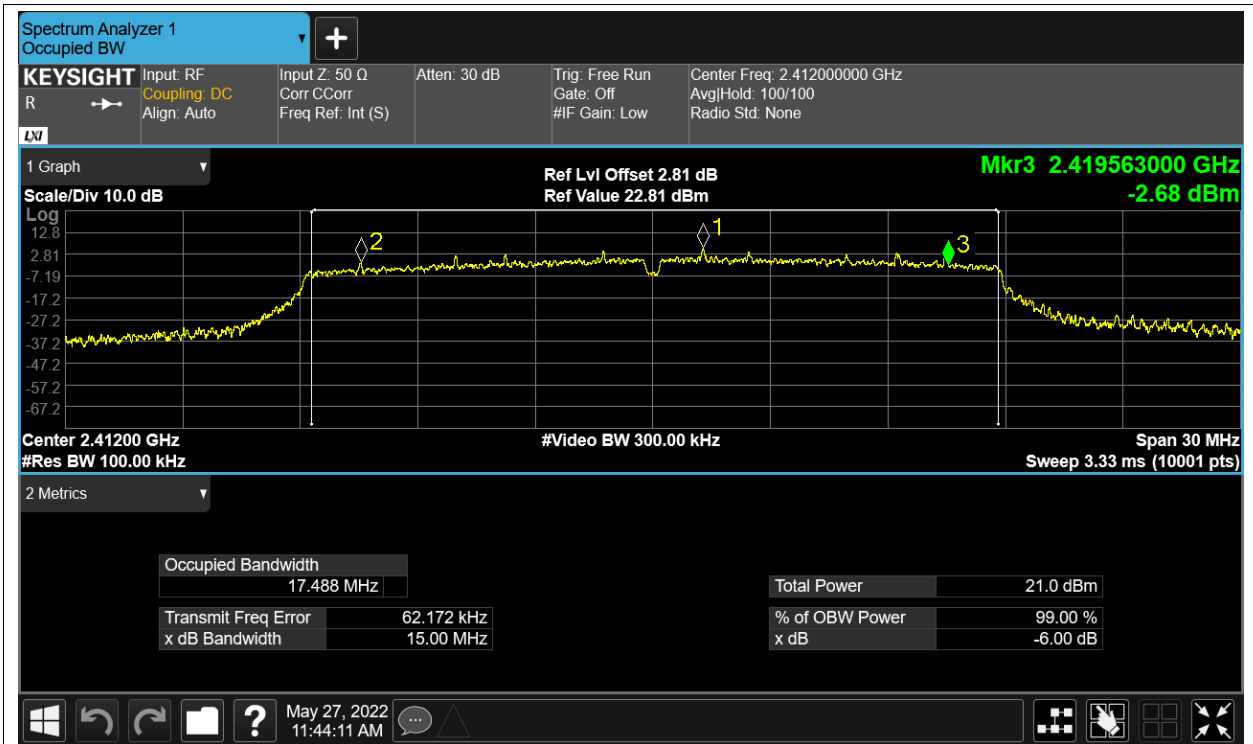 Spectrum Analyzer 1
Occupied BW
+
KEYSIGHT Input: RF Input Z: 50 Ω Atten: 30 dB Trig: Free Run Center Freq: 2.412000000 GHz
R Coupling: DC Corr CCorr Gate: Off Avg|Hold: 100/100
Align: Auto Freq Ref: Int (S) #IF Gain: Low Radio Std: None
LXI
1 Graph
Ref Lvl Offset 2.81 dB
Mkr3 2.419563000 GHz
Scale/Div 10.0 dB Ref Value 22.81 dBm -2.68 dBm
Log
12.8
2.81
-7.19
-17.2
-27.2
-37.2
-47.2
-57.2
-67.2
2
1
3
Center 2.41200 GHz #Video BW 300.00 kHz Span 30 MHz
#Res BW 100.00 kHz Sweep 3.33 ms (10001 pts)
2 Metrics
Occupied Bandwidth
17.488 MHz Total Power 21.0 dBm
Transmit Freq Error 62.172 kHz % of OBW Power 99.00 %
x dB Bandwidth 15.00 MHz x dB -6.00 dB
?
May 27, 2022
11:44:11 AM